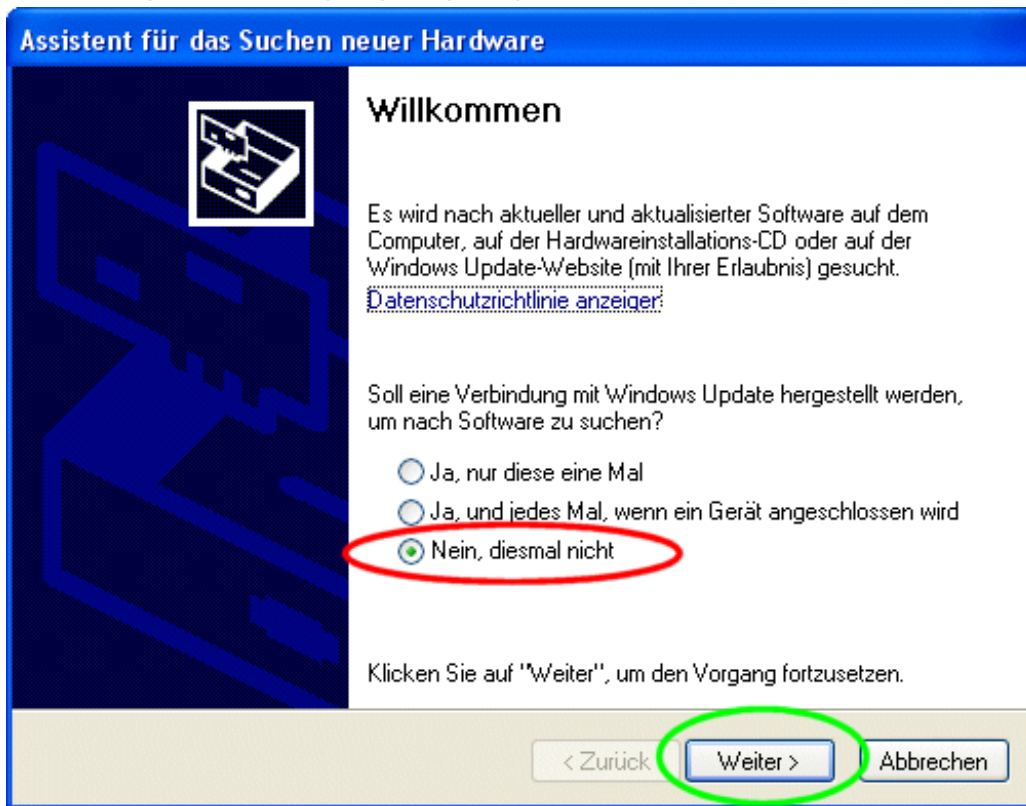 Assistent für das Suchen neuer Hardware
Willkommen
Es wird nach aktueller und aktualisierter Software auf dem
Computer, auf der Hardwareinstallations-CD oder auf der
Windows Update-Website (mit Ihrer Erlaubnis) gesucht.
Datenschutzrichtlinie anzeigen
Soll eine Verbindung mit Windows Update hergestellt werden,
um nach Software zu suchen?
Ja, nur diese eine Mal
Ja, und jedes Mal, wenn ein Gerät angeschlossen wird
Nein, diesmal nicht
Klicken Sie auf "Weiter", um den Vorgang fortzusetzen.
< Zurück Weiter > Abbrechen